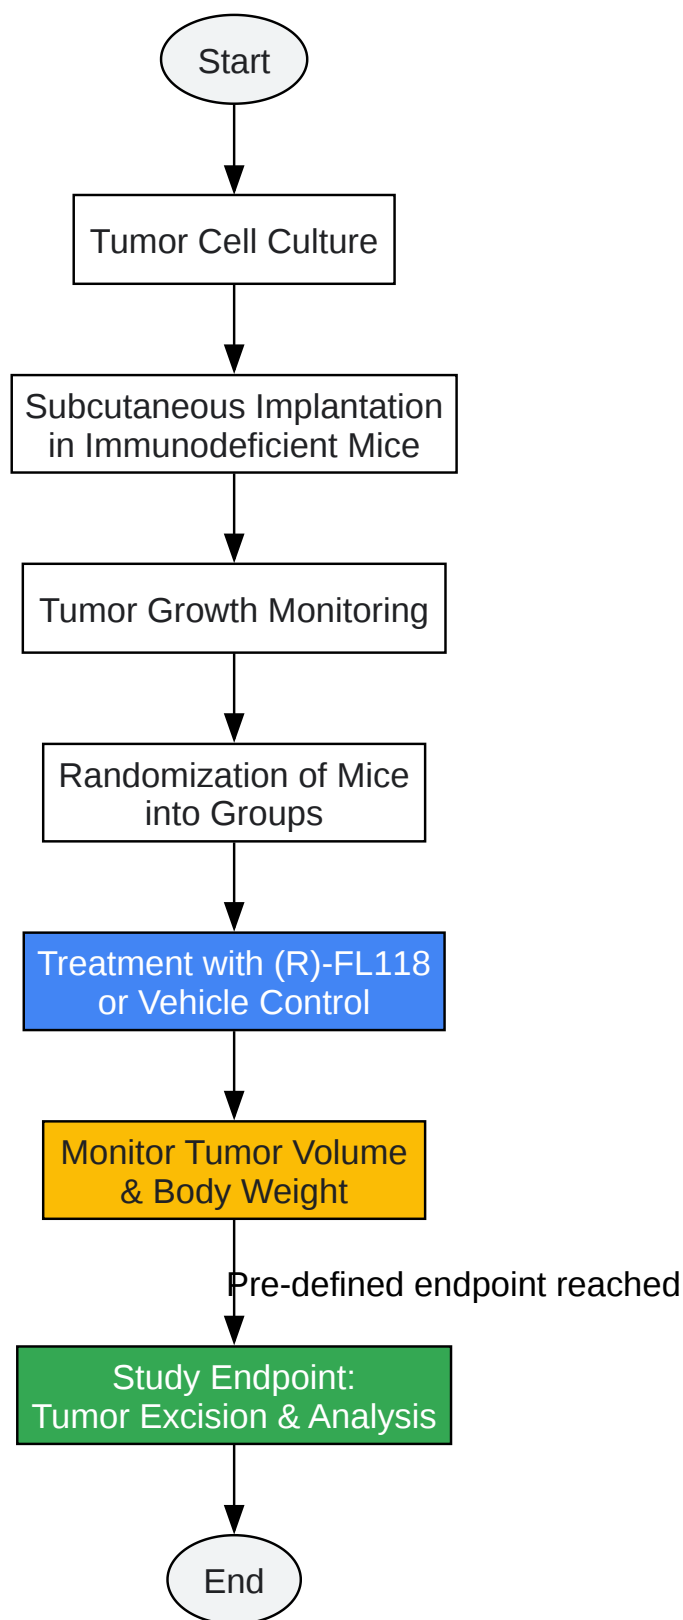 Start
Tumor Cell Culture
Subcutaneous Implantation
in Immunodeficient Mice
Tumor Growth Monitoring
Randomization of Mice
into Groups
Treatment with (R)-FL118
or Vehicle Control
Monitor Tumor Volume
& Body Weight
Pre-defined endpoint reached
Study Endpoint:
Tumor Excision & Analysis
End